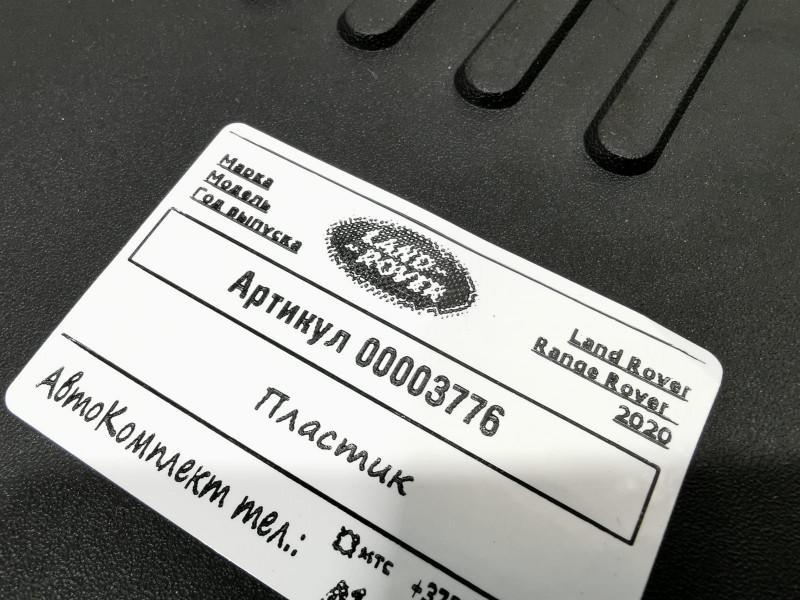 Марка
Модель
Год выпуска
LAND-
-ROVER
Land Rover
Range Rover
2020
Артикул 00003776
Пластик
АвтоКомплект тел.:
мтс